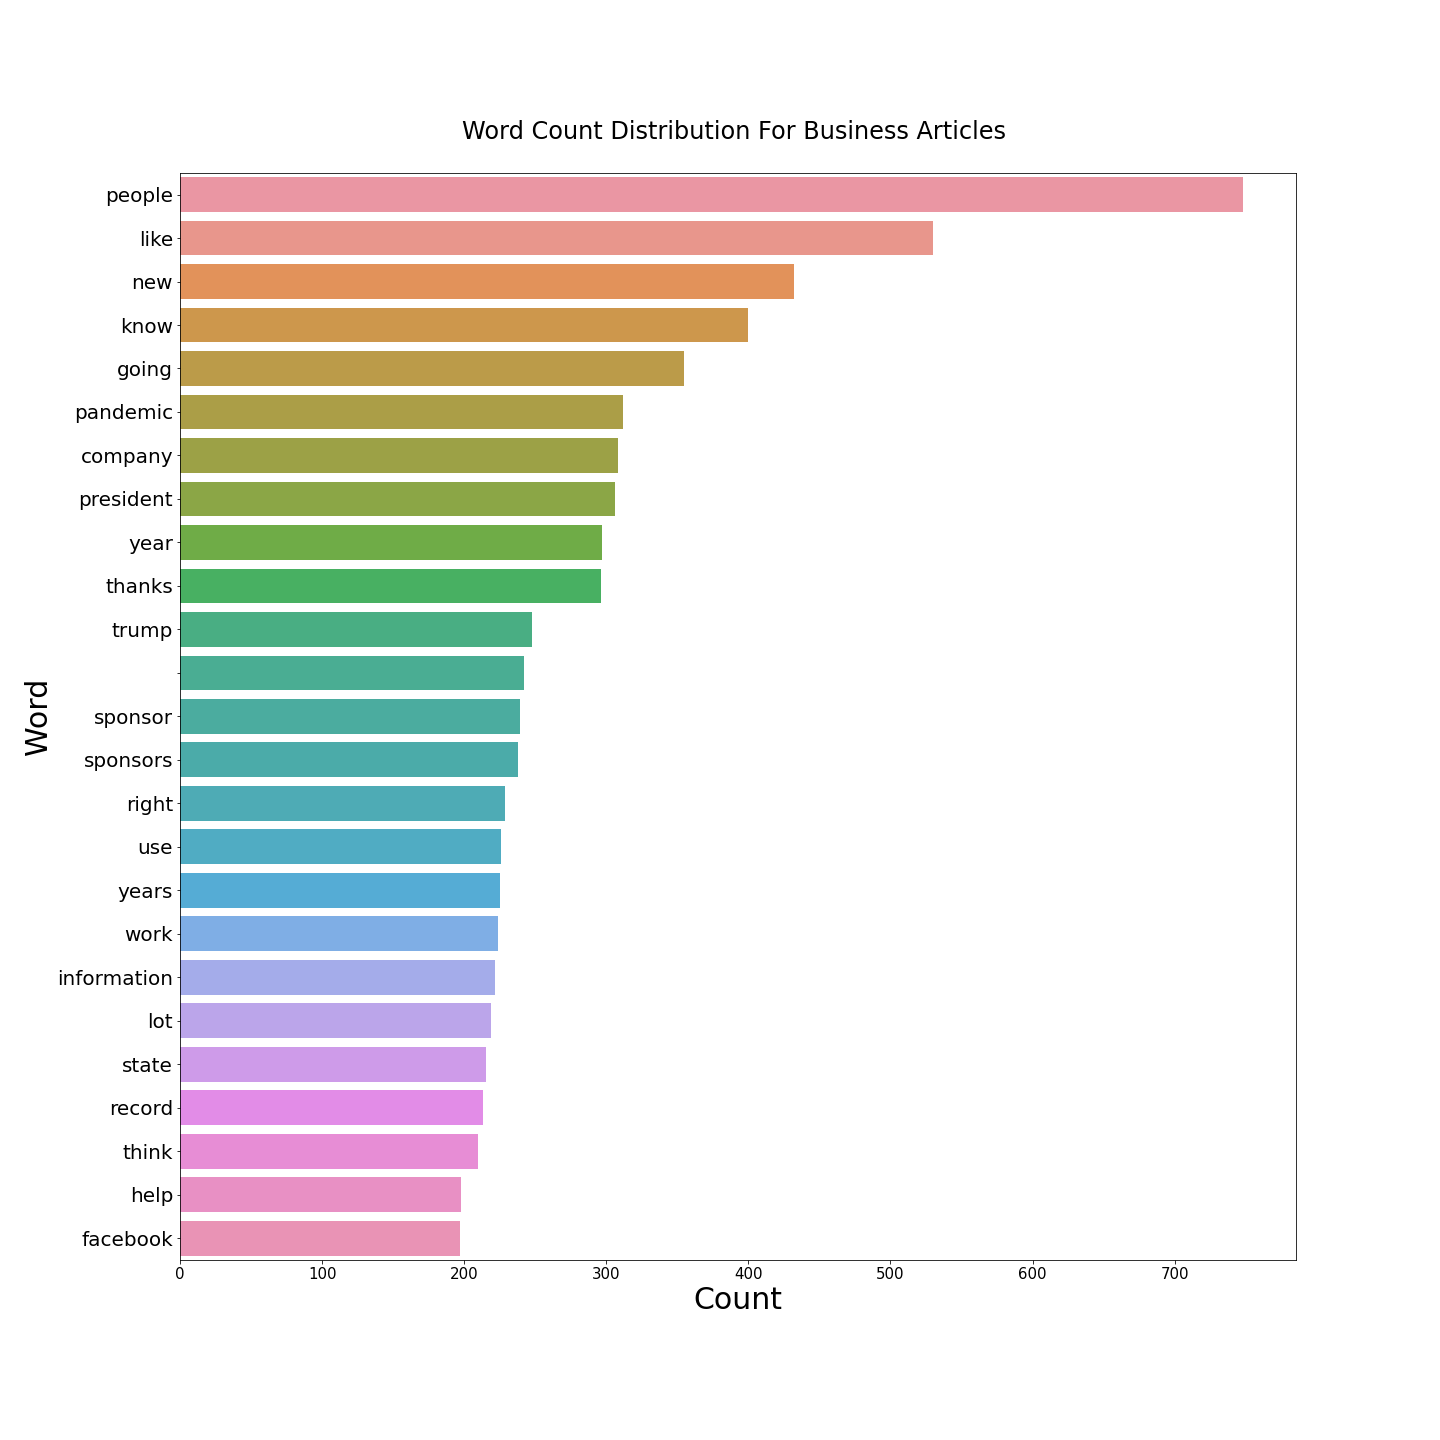 Word Count Distribution For Business Articles
people
like
new
know
going
pandemic
company
president
year
thanks
trump
sponsor
sponsors
right
use
years
work
information
lot
state
record
think
help
facebook
Word
0 100 200 300 400 500 600 700
Count